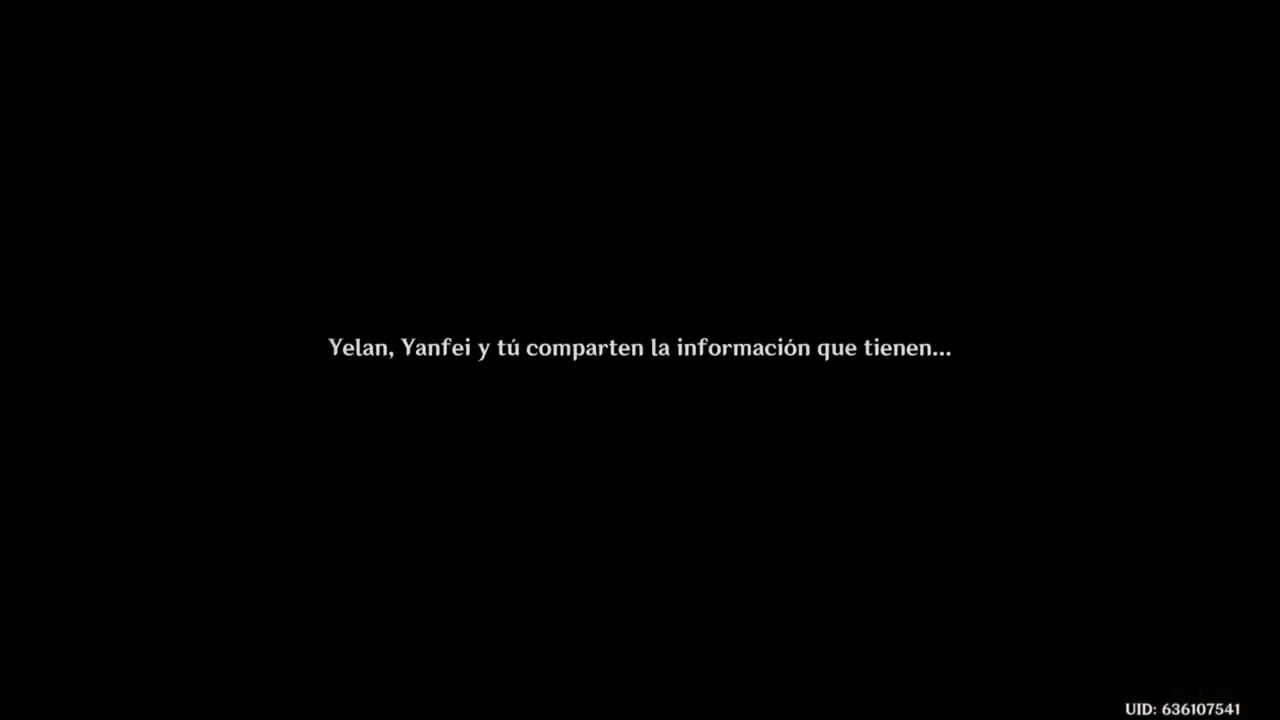 Yelan, Yanfei y tú comparten la información que tienen...
UID: 636107541